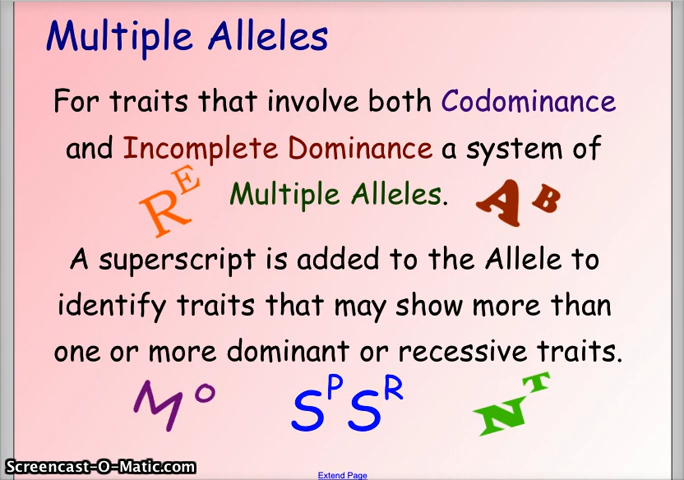 Multiple Alleles
For traits that involve both Codominance
and Incomplete Dominance a system of
Multiple Alleles.
R^E
A B
A superscript is added to the Allele to
identify traits that may show more than
one or more dominant or recessive traits.
M^o
S^P S^R
N^T
Screencast-O-Matic.com
Extend Page